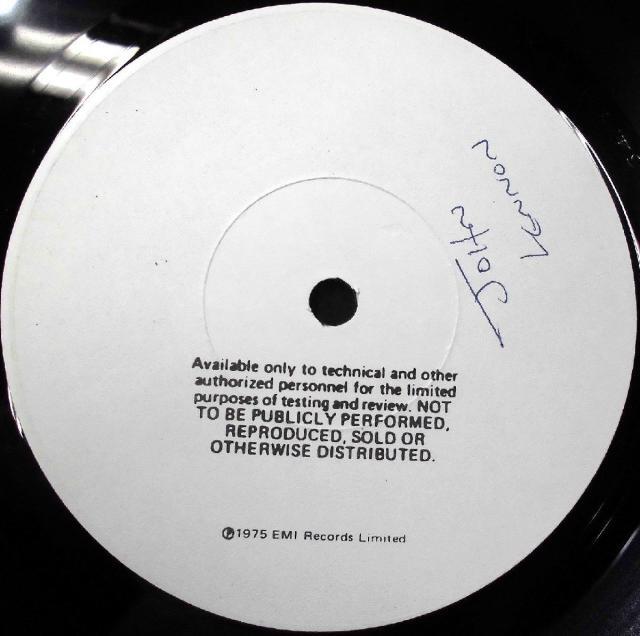 John
Lennon
Available only to technical and other
authorized personnel for the limited
purposes of testing and review. NOT
TO BE PUBLICLY PERFORMED,
REPRODUCED, SOLD OR
OTHERWISE DISTRIBUTED.
Ⓟ1975 EMI Records Limited